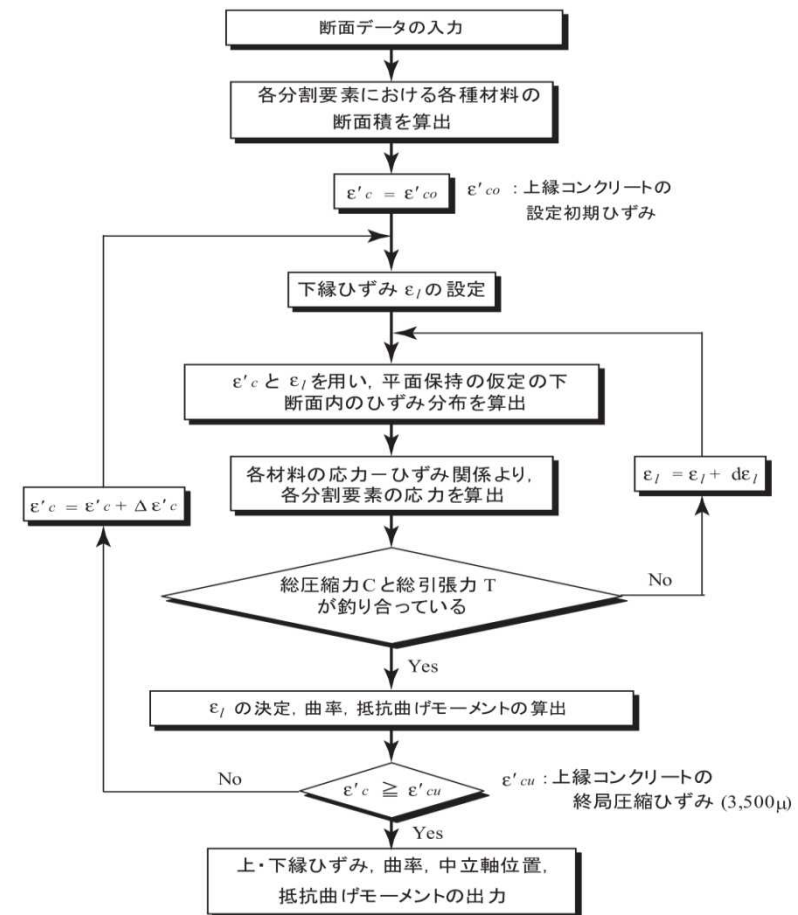 断面データの入力
各分割要素における各種材料の
断面積を算出
ε′c = ε′co
ε′co : 上縁コンクリートの
設定初期ひずみ
下縁ひずみ εl の設定
ε′c と εl を用い, 平面保持の仮定の下
断面内のひずみ分布を算出
各材料の応力－ひずみ関係より,
各分割要素の応力を算出
εl = εl + dεl
ε′c = ε′c + Δ ε′c
総圧縮力 C と総引張力 T
が釣り合っている
No
Yes
εl の決定, 曲率, 抵抗曲げモーメントの算出
No
ε′c ≧ ε′cu
ε′cu : 上縁コンクリートの
終局圧縮ひずみ (3,500μ)
Yes
上・下縁ひずみ, 曲率, 中立軸位置,
抵抗曲げモーメントの出力